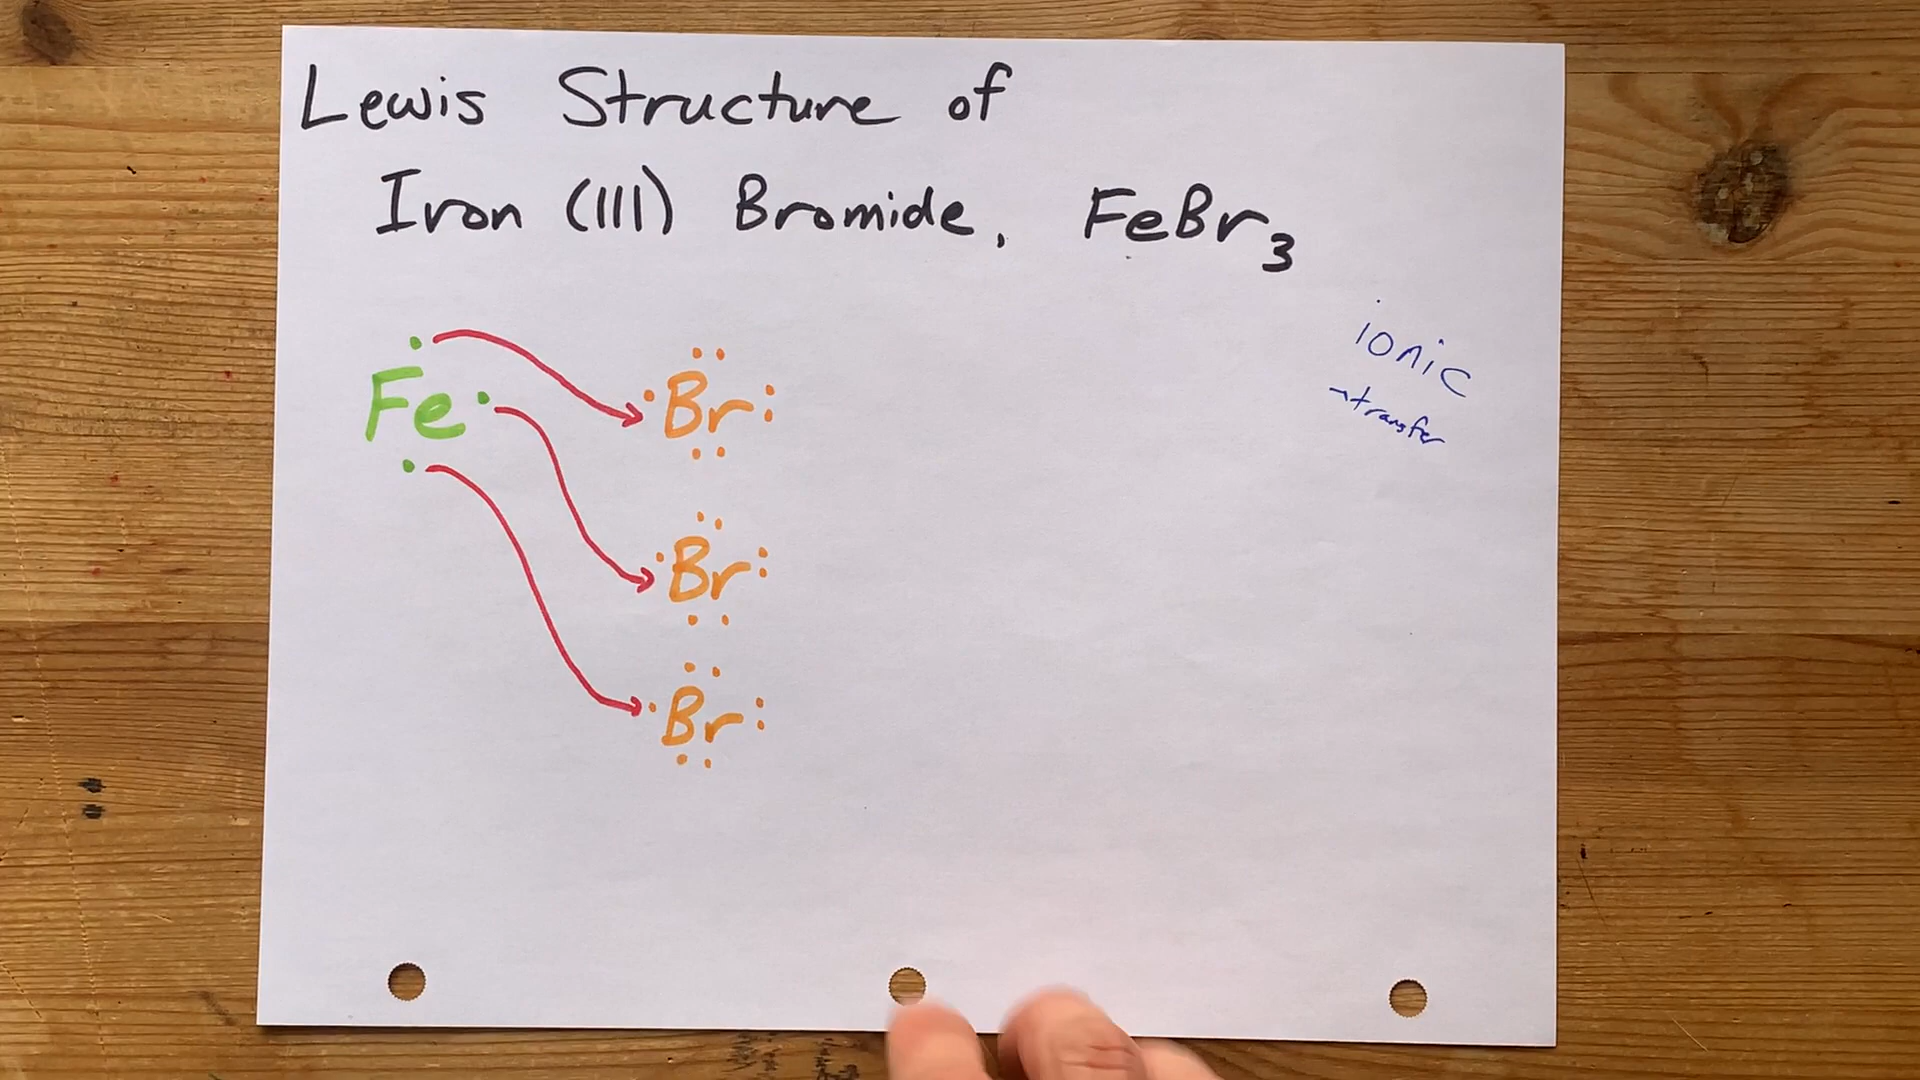 Lewis Structure of
Iron (III) Bromide, FeBr₃
ionic
→transfer
Fe
Br
Br
Br